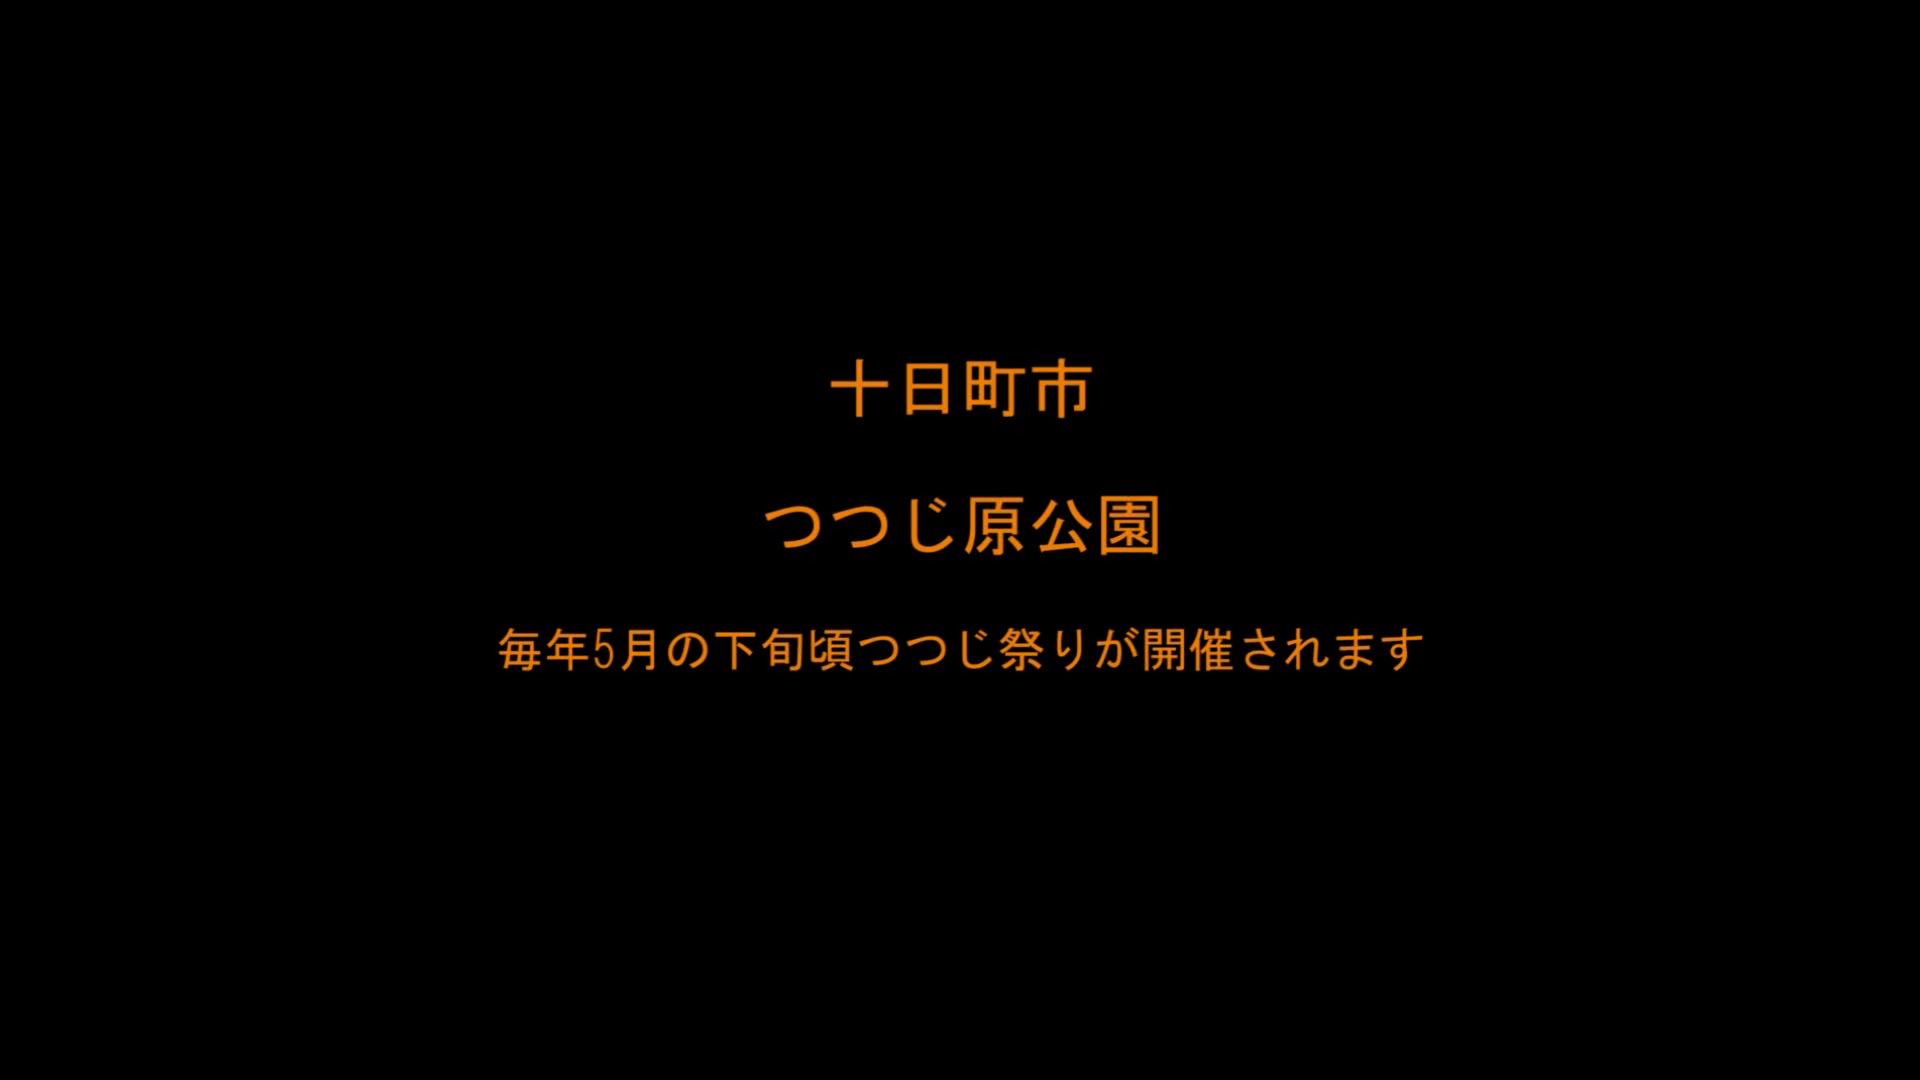 十日町市
つつじ原公園
毎年5月の下旬頃つつじ祭りが開催されます